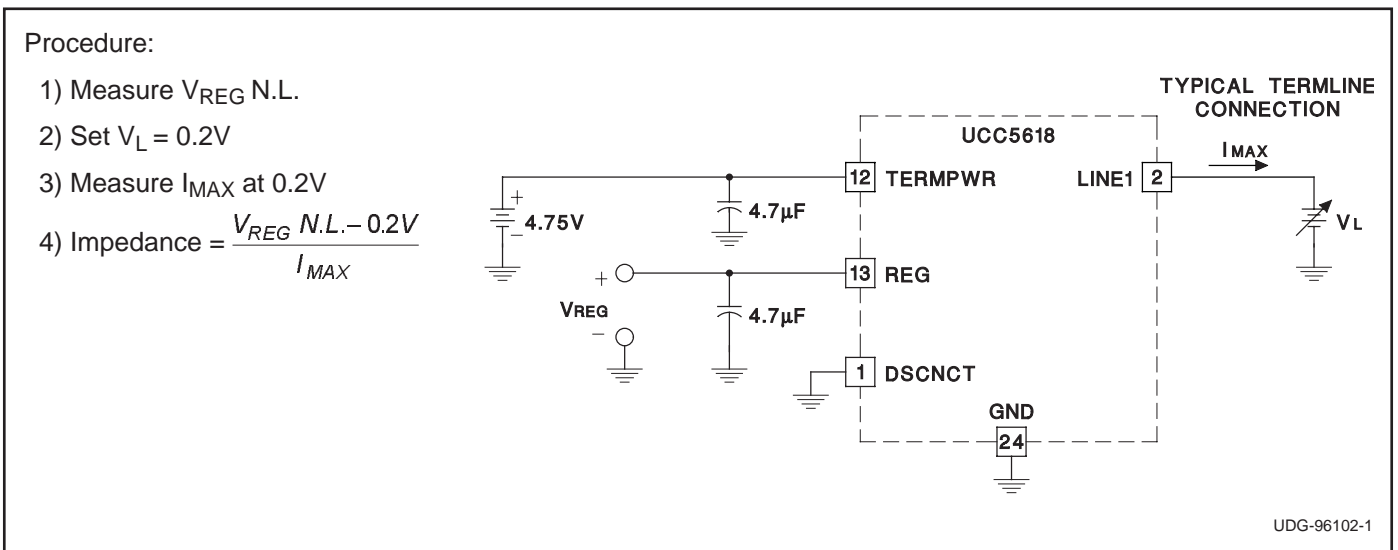 Procedure:
1) Measure VREG N.L.
2) Set VL = 0.2V
3) Measure IMAX at 0.2V
4) Impedance = VREG N.L.– 0.2V
IMAX
TYPICAL TERMLINE
CONNECTION
UCC5618
IMAX
12 TERMPWR
LINE1 2
+
4.75V
–
4.7µF
VL
13 REG
+
VREG
–
4.7µF
1 DSCNCT
GND
24
UDG-96102-1